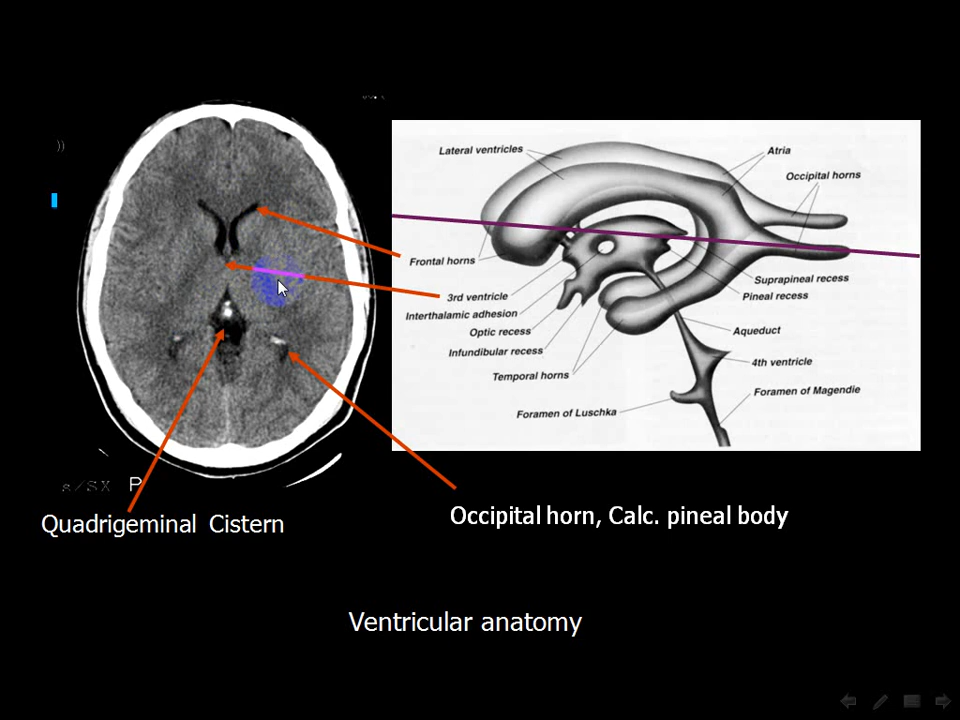 ))
Lateral ventricles
Atria
Occipital horns
Frontal horns
3rd ventricle
Interthalamic adhesion
Optic recess
Infundibular recess
Temporal horns
Foramen of Luschka
Suprapineal recess
Pineal recess
Aqueduct
4th ventricle
Foramen of Magendie
s/SX P
Quadrigeminal Cistern
Occipital horn, Calc. pineal body
Ventricular anatomy